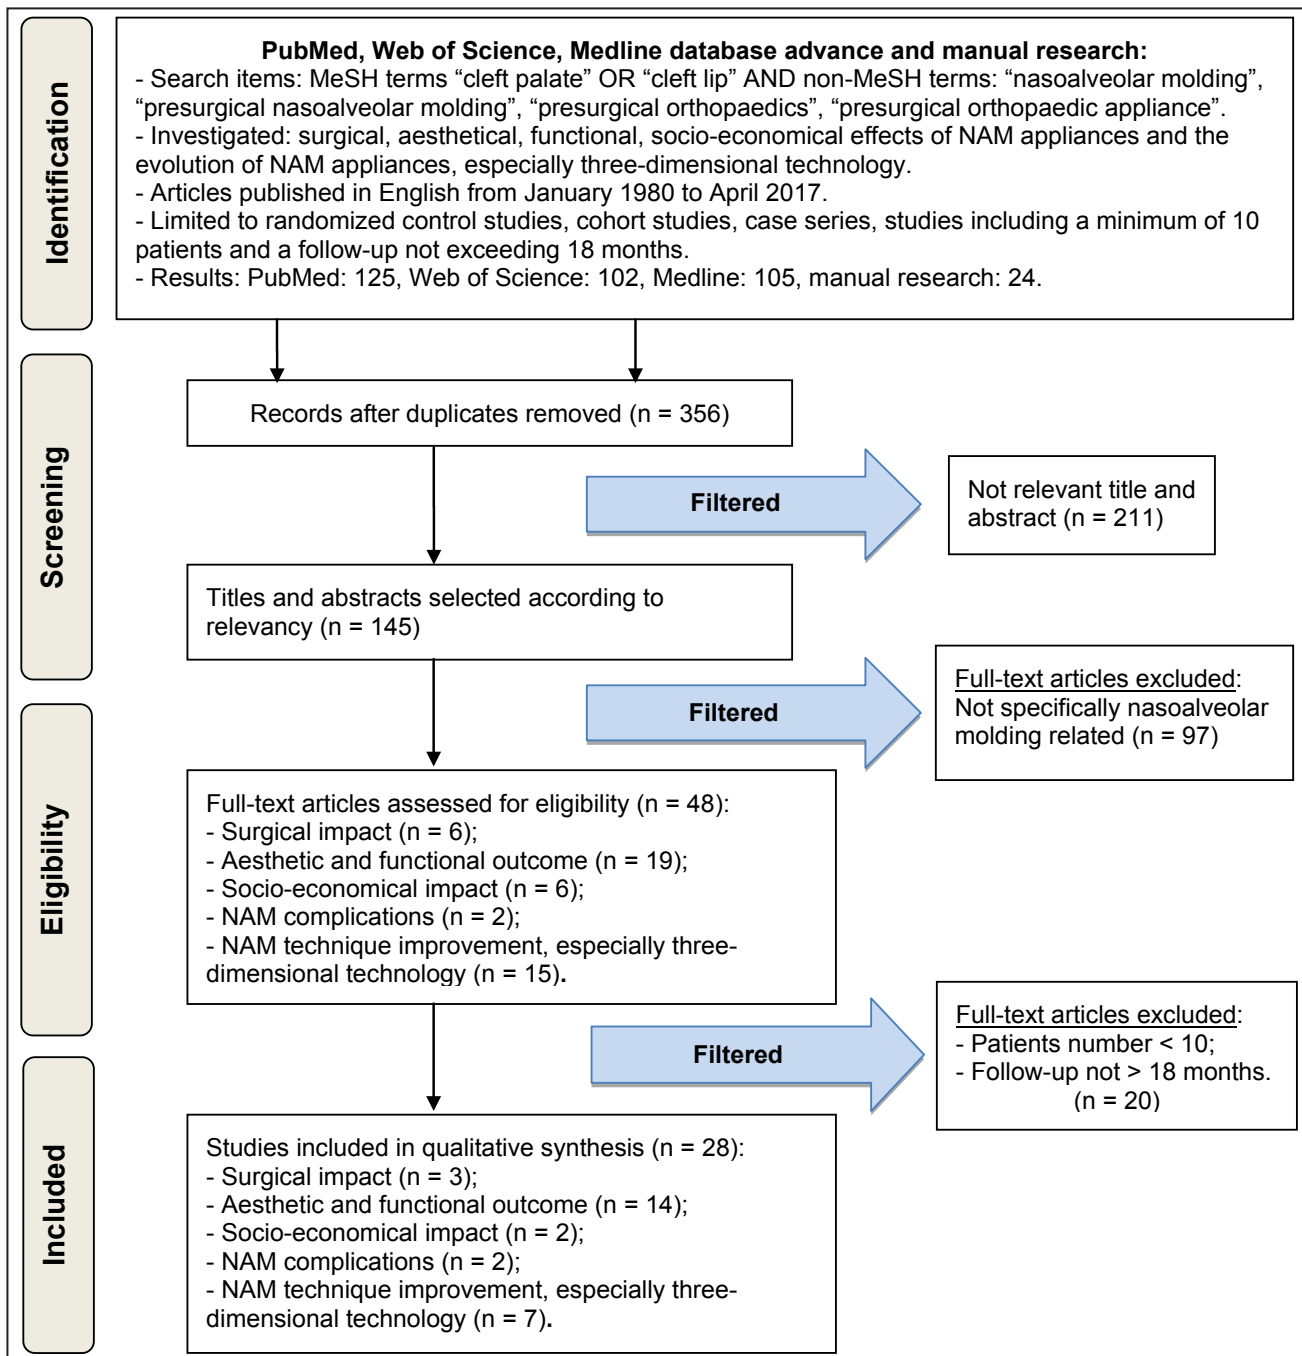 Identification
PubMed, Web of Science, Medline database advance and manual research:
- Search items: MeSH terms “cleft palate” OR “cleft lip” AND non-MeSH terms: “nasoalveolar molding”,
“presurgical nasoalveolar molding”, “presurgical orthopaedics”, “presurgical orthopaedic appliance”.
- Investigated: surgical, aesthetical, functional, socio-economical effects of NAM appliances and the
evolution of NAM appliances, especially three-dimensional technology.
- Articles published in English from January 1980 to April 2017.
- Limited to randomized control studies, cohort studies, case series, studies including a minimum of 10
patients and a follow-up not exceeding 18 months.
- Results: PubMed: 125, Web of Science: 102, Medline: 105, manual research: 24.
Screening
Records after duplicates removed (n = 356)
Filtered
Not relevant title and
abstract (n = 211)
Titles and abstracts selected according to
relevancy (n = 145)
Filtered
Full-text articles excluded:
Not specifically nasoalveolar
molding related (n = 97)
Eligibility
Full-text articles assessed for eligibility (n = 48):
- Surgical impact (n = 6);
- Aesthetic and functional outcome (n = 19);
- Socio-economical impact (n = 6);
- NAM complications (n = 2);
- NAM technique improvement, especially three-
dimensional technology (n = 15).
Filtered
Full-text articles excluded:
- Patients number < 10;
- Follow-up not > 18 months.
(n = 20)
Included
Studies included in qualitative synthesis (n = 28):
- Surgical impact (n = 3);
- Aesthetic and functional outcome (n = 14);
- Socio-economical impact (n = 2);
- NAM complications (n = 2);
- NAM technique improvement, especially three-
dimensional technology (n = 7).